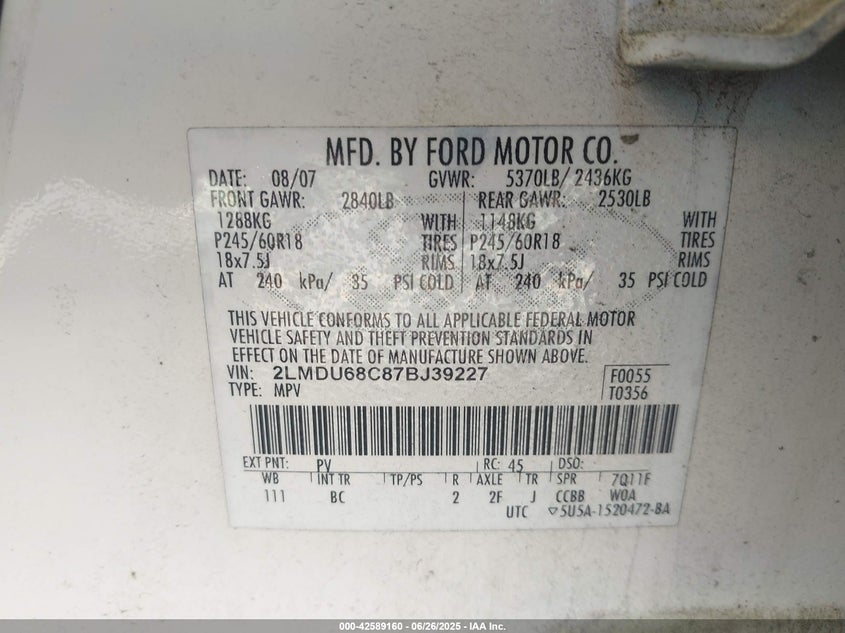 MFD. BY FORD MOTOR CO.
DATE: 08/07 GVWR: 5370LB/ 2436KG
FRONT GAWR: 2840LB REAR GAWR: 2530LB
1288KG WITH 1148KG WITH
P245/60R18 TIRES P245/60R18 TIRES
18x7.5J RIMS 18x7.5J RIMS
AT 240 kPa/ 35 PSI COLD AT 240 kPa/ 35 PSI COLD
THIS VEHICLE CONFORMS TO ALL APPLICABLE FEDERAL MOTOR
VEHICLE SAFETY AND THEFT PREVENTION STANDARDS IN
EFFECT ON THE DATE OF MANUFACTURE SHOWN ABOVE.
VIN: 2LMDU68C87BJ39227 F0055
TYPE: MPV T0356
EXT PNT: PV RC: 45 DSO:
WB INT TR TP/PS R AXLE TR SPR 7Q11F
111 BC 2 2F J CCBB W0A
UTC ▽5U5A-1520472-BA
000-42589160 - 06/26/2025 - IAA Inc.